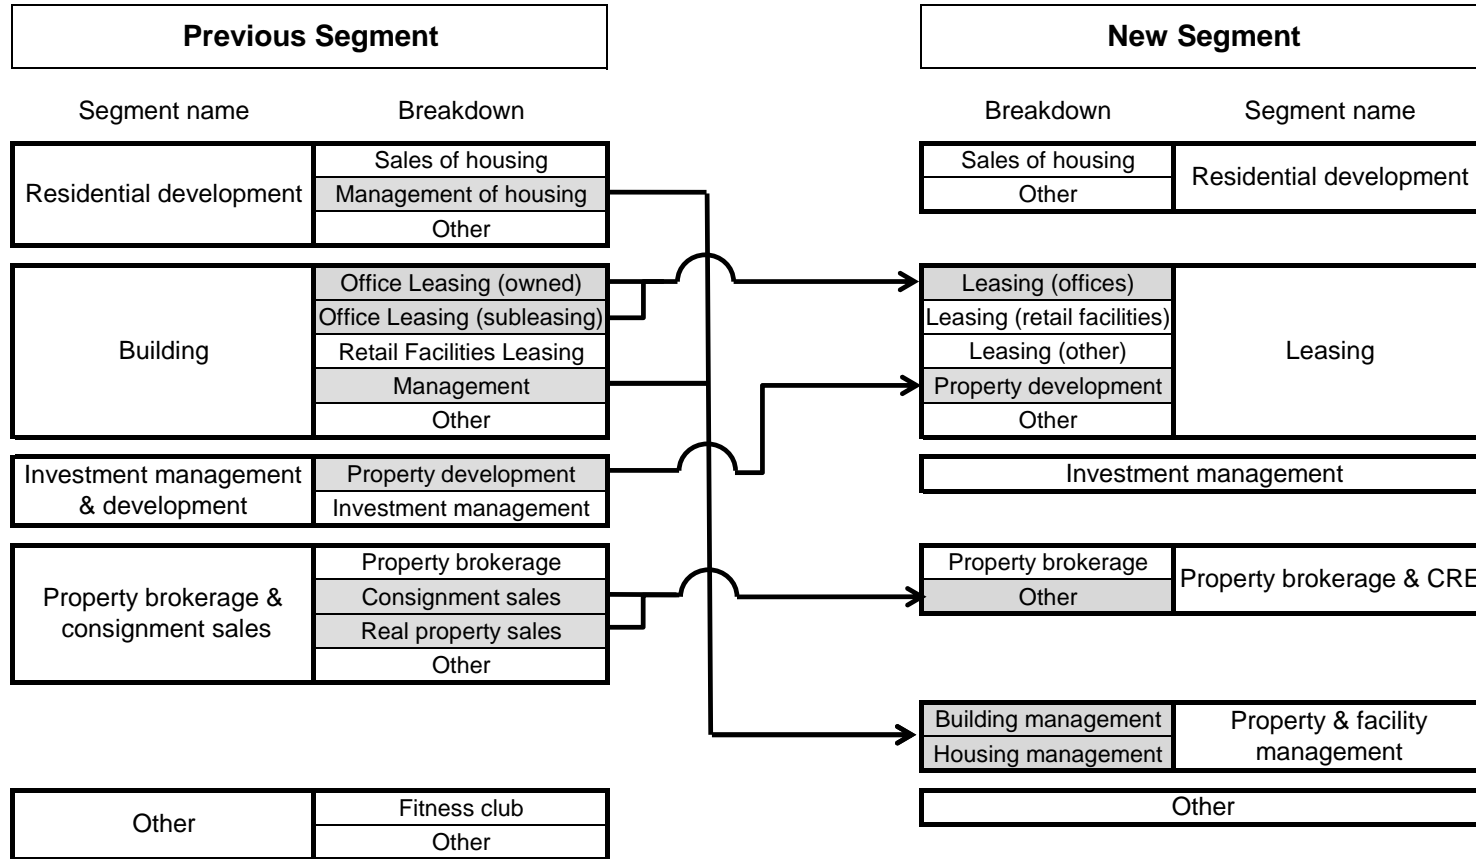 Previous Segment
New Segment
Segment name
Breakdown
Breakdown
Segment name
Residential development
Sales of housing
Management of housing
Other
Sales of housing
Other
Residential development
Building
Office Leasing (owned)
Office Leasing (subleasing)
Retail Facilities Leasing
Management
Other
Leasing (offices)
Leasing (retail facilities)
Leasing (other)
Property development
Other
Leasing
Investment management
& development
Property development
Investment management
Investment management
Property brokerage &
consignment sales
Property brokerage
Consignment sales
Real property sales
Other
Property brokerage
Other
Property brokerage & CRE
Building management
Housing management
Property & facility
management
Other
Fitness club
Other
Other